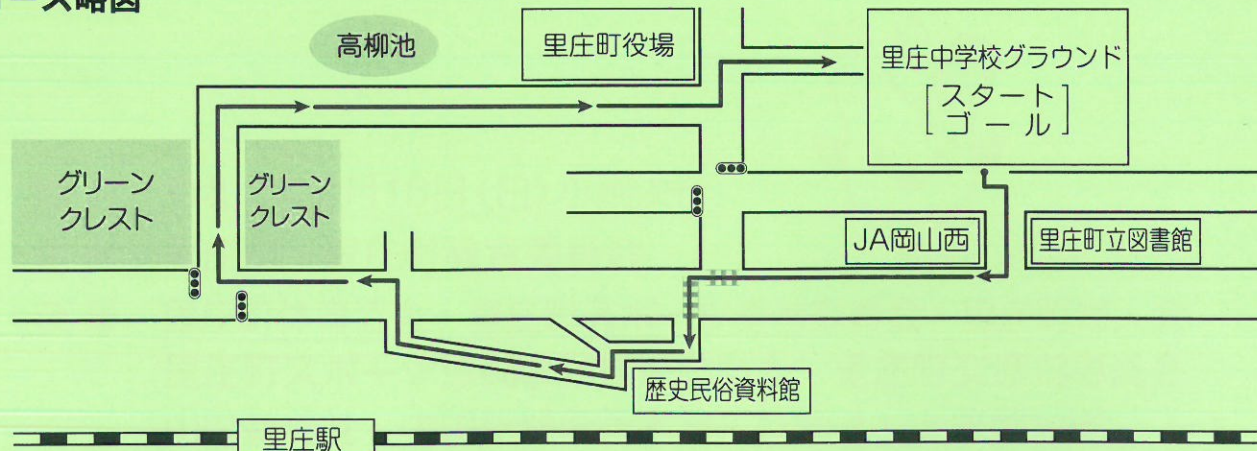 ース略図
高柳池
里庄町役場
里庄中学校グラウンド
[スタート]
[ゴール]
グリーン
クレスト
グリーン
クレスト
JA岡山西
里庄町立図書館
歴史民俗資料館
里庄駅